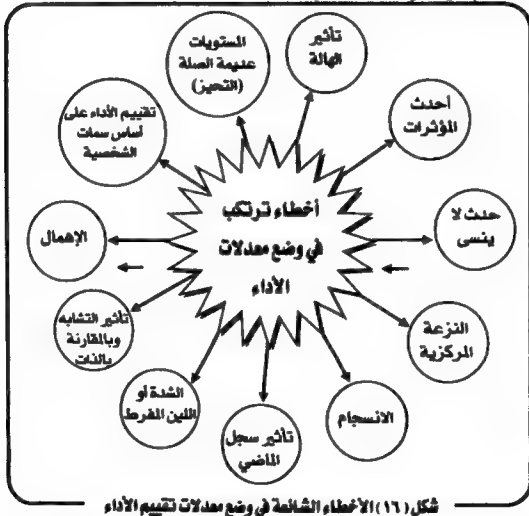 تأثير
الهالة
أحدث
المؤثرات
حدث لا
ينسى
النزعة
المركزية
الانسجام
تأثير سجل
الماضي
الشدة أو
اللين المفرط
تأثير التشابه
وبالمقارنة
بالذات
الإهمال
تقييم الأداء على
أساس سمات
الشخصية
المستويات
عديمة الصلة
(التحيز)
أخطاء ترتكب
في وضع معدلات
الأداء
شكل (١٦) الأخطاء الشائعة في وضع معدلات تقييم الأداء